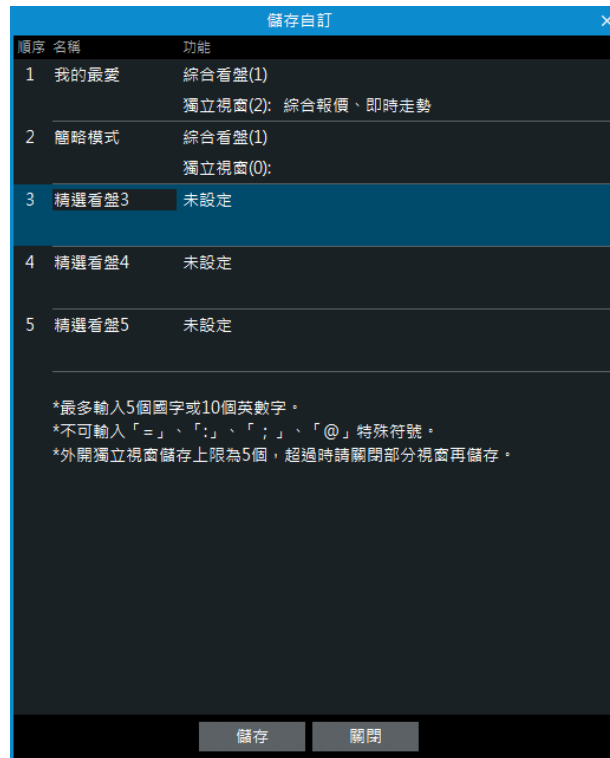 儲存自訂
順序 名稱 功能
1 我的最愛 綜合看盤(1)
獨立視窗(2): 綜合報價、即時走勢
2 簡略模式 綜合看盤(1)
獨立視窗(0):
3 精選看盤3 未設定
4 精選看盤4 未設定
5 精選看盤5 未設定
*最多輸入5個國字或10個英數字。
*不可輸入「=」、「:」、「;」、「@」特殊符號。
*外開獨立視窗儲存上限為5個，超過時請關閉部分視窗再儲存。
儲存 關閉